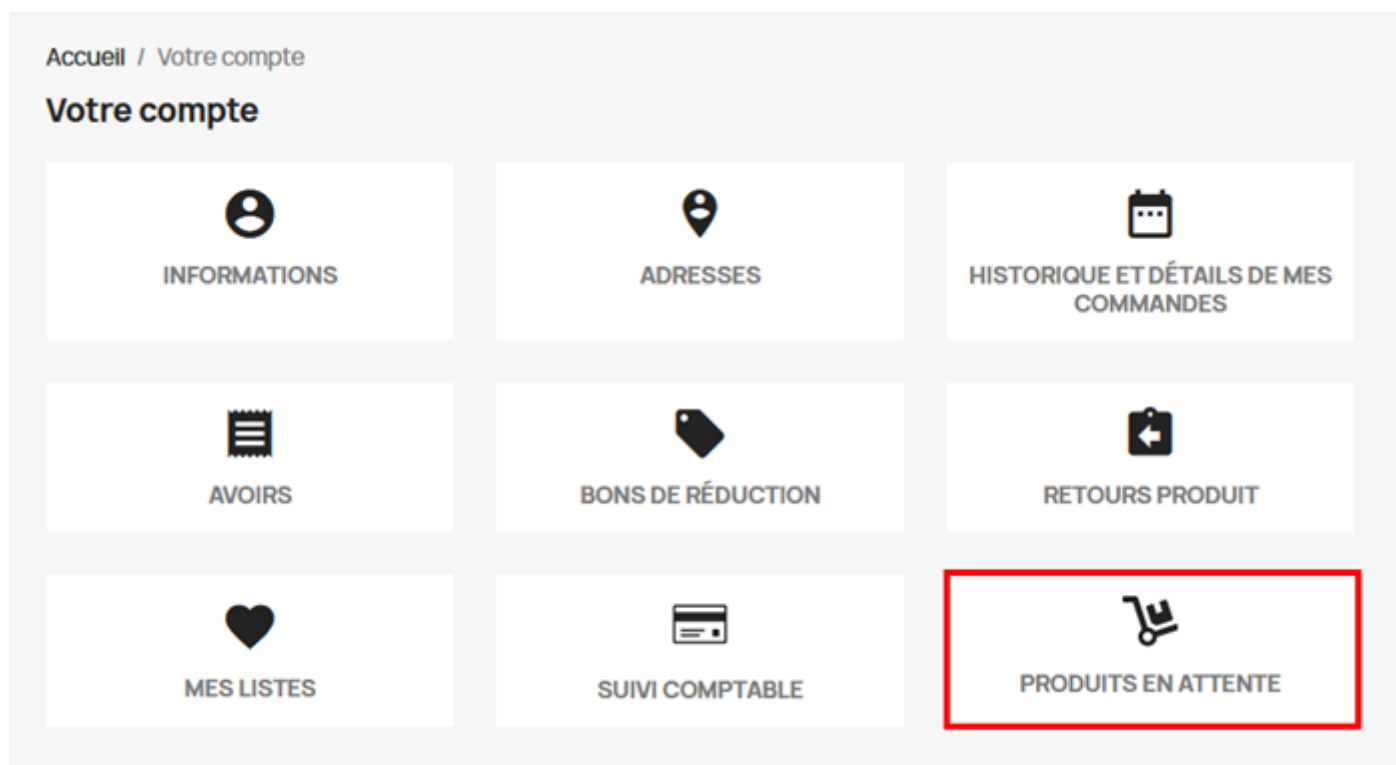 Accueil / Votre compte
Votre compte
INFORMATIONS
ADRESSES
HISTORIQUE ET DÉTAILS DE MES
COMMANDES
AVOIRS
BONS DE RÉDUCTION
RETOURS PRODUIT
MES LISTES
SUIVI COMPTABLE
PRODUITS EN ATTENTE